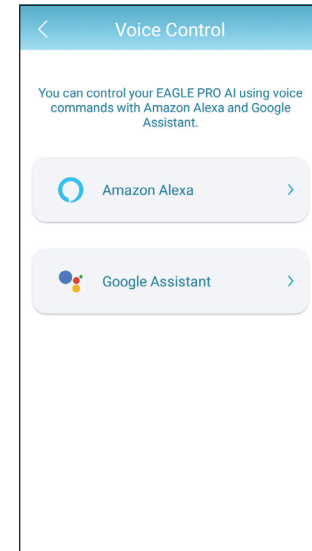 Voice Control
You can control your EAGLE PRO AI using voice
commands with Amazon Alexa and Google
Assistant.
Amazon Alexa
Google Assistant